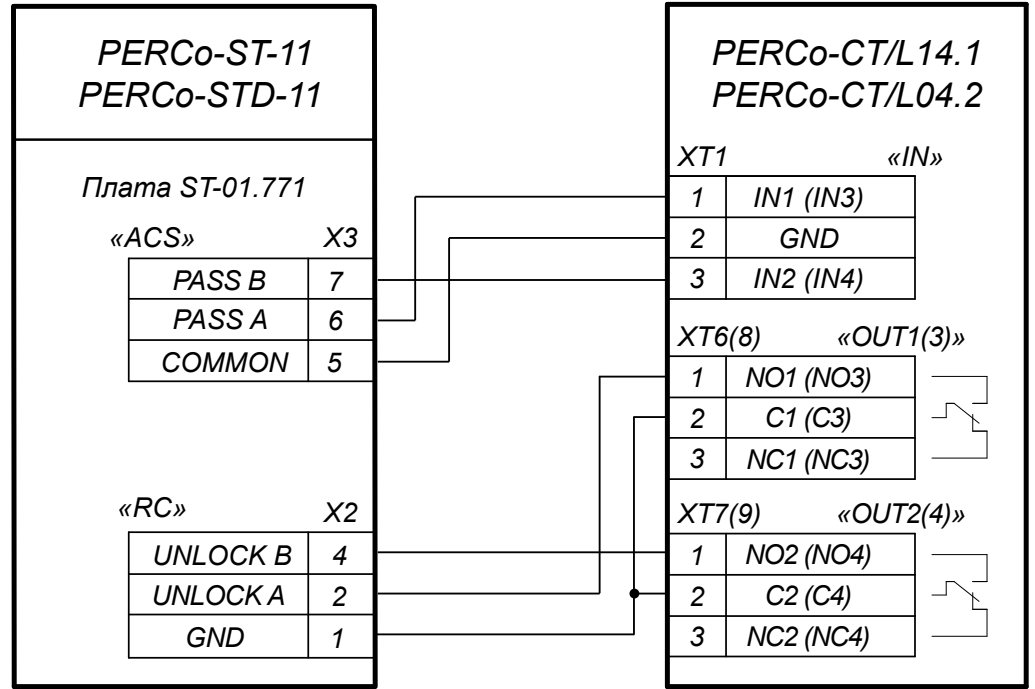 PERCo-ST-11
PERCo-STD-11
Плата ST-01.771
«ACS» X3
PASS B 7
PASS A 6
COMMON 5
«RC» X2
UNLOCK B 4
UNLOCK A 2
GND 1
PERCo-CT/L14.1
PERCo-CT/L04.2
XT1 «IN»
1 IN1 (IN3)
2 GND
3 IN2 (IN4)
XT6(8) «OUT1(3)»
1 NO1 (NO3)
2 C1 (C3)
3 NC1 (NC3)
XT7(9) «OUT2(4)»
1 NO2 (NO4)
2 C2 (C4)
3 NC2 (NC4)